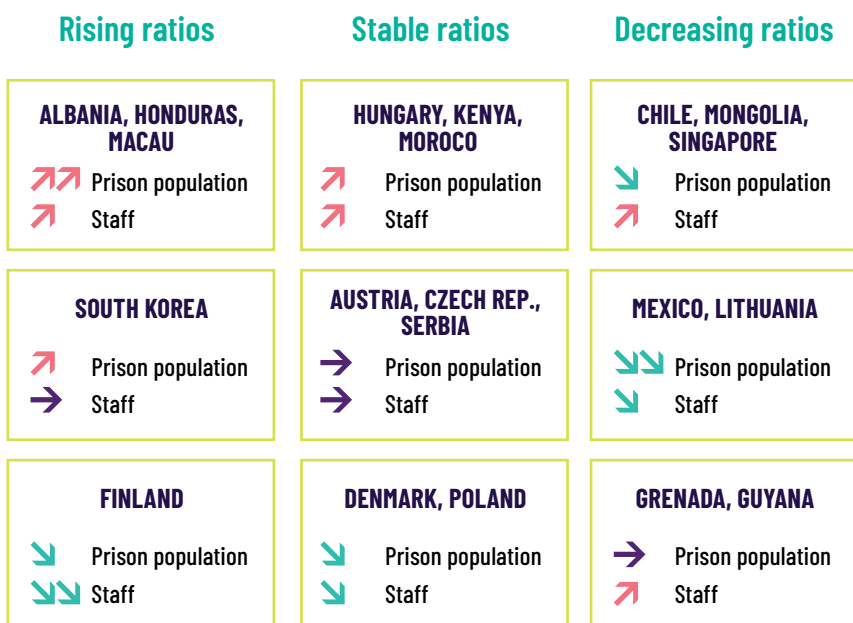 Rising ratios
Stable ratios
Decreasing ratios
ALBANIA, HONDURAS,
MACAU
Prison population
Staff
HUNGARY, KENYA,
MOROCO
Prison population
Staff
CHILE, MONGOLIA,
SINGAPORE
Prison population
Staff
SOUTH KOREA
Prison population
Staff
AUSTRIA, CZECH REP.,
SERBIA
Prison population
Staff
MEXICO, LITHUANIA
Prison population
Staff
FINLAND
Prison population
Staff
DENMARK, POLAND
Prison population
Staff
GRENADA, GUYANA
Prison population
Staff